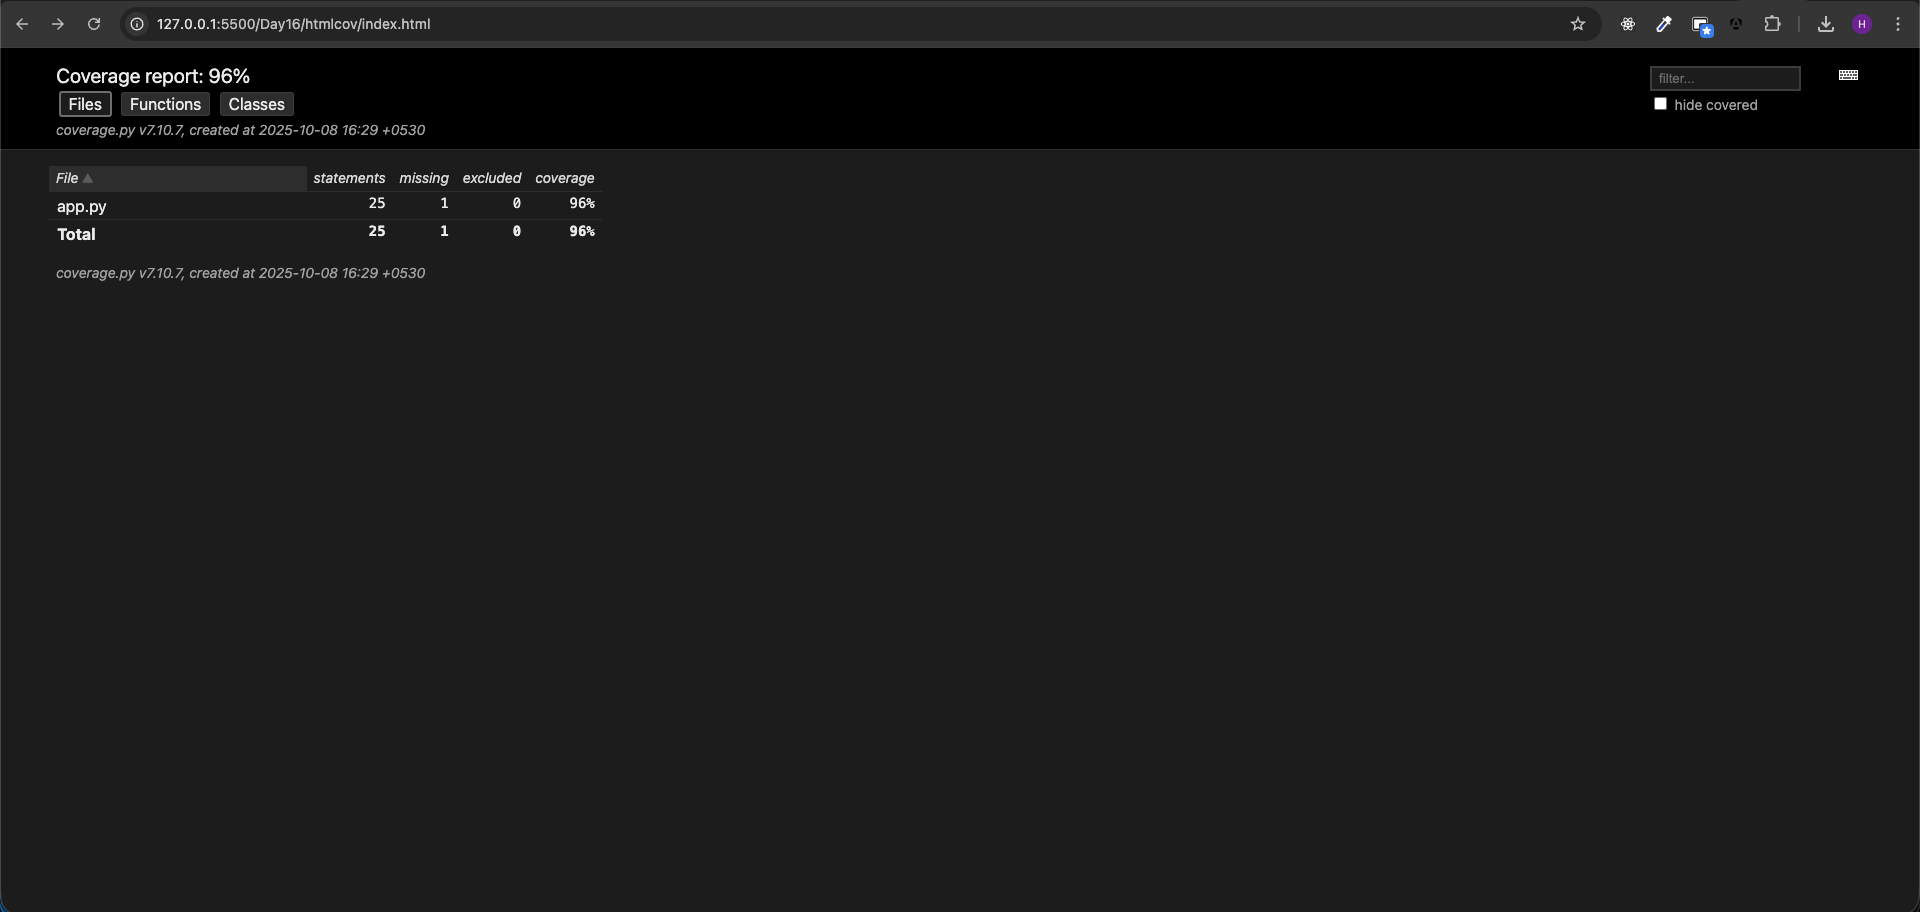 127.0.0.1:5500/Day16/htmlcov/index.html
H
Coverage report: 96%
filter...
Files Functions Classes
hide covered
coverage.py v7.10.7, created at 2025-10-08 16:29 +0530
File statements missing excluded coverage
app.py 25 1 0 96%
Total 25 1 0 96%
coverage.py v7.10.7, created at 2025-10-08 16:29 +0530